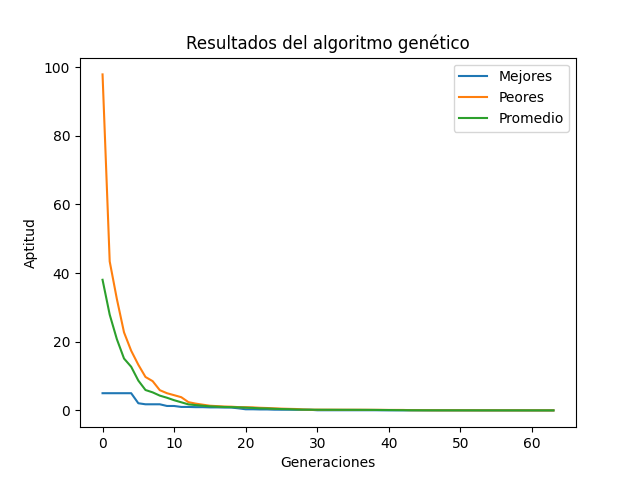 Resultados del algoritmo genético
Mejores
Peores
Promedio
Aptitud
100
80
60
40
20
0
0 10 20 30 40 50 60
Generaciones